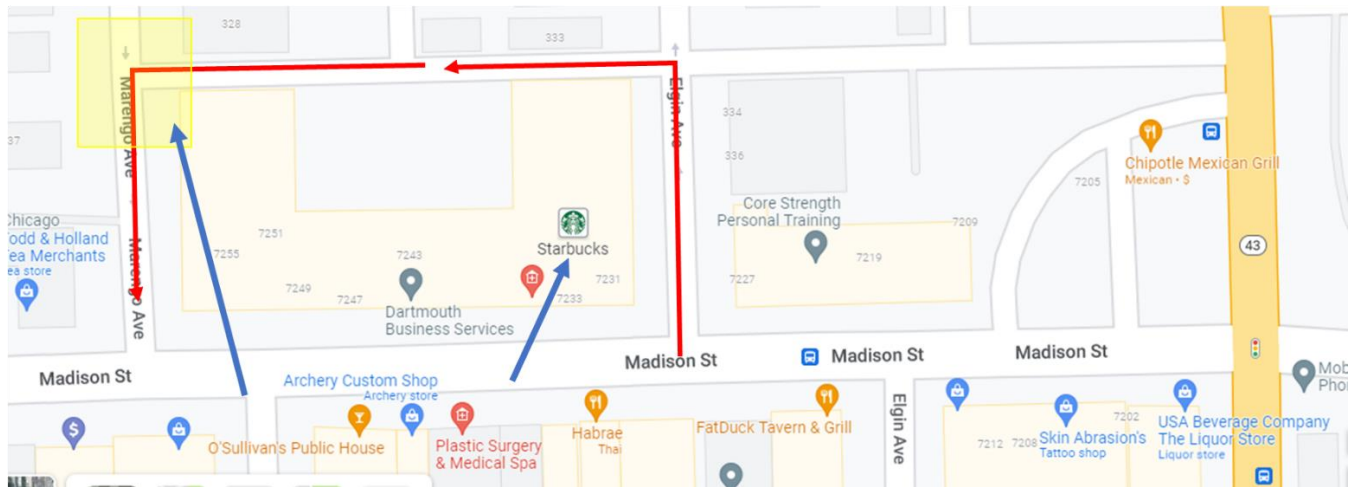 328
333
Marengo Ave
Elgin Ave
334
336
37
Chipotle Mexican Grill
Mexican • $
7205
Core Strength
Personal Training
7209
7219
7227
43
Chicago
Todd & Holland
Tea Merchants
Tea store
7251
7255
7243
7249
7247
Starbucks
7231
7233
Dartmouth
Business Services
Marengo Ave
Madison St
Madison St
Madison St
Madison St
Archery Custom Shop
Archery store
O'Sullivan's Public House
Plastic Surgery
& Medical Spa
Habrae
Thai
FatDuck Tavern & Grill
Elgin Ave
7212
7208
Skin Abrasion's
Tattoo shop
7202
USA Beverage Company
The Liquor Store
Liquor store
Mob
Phoi